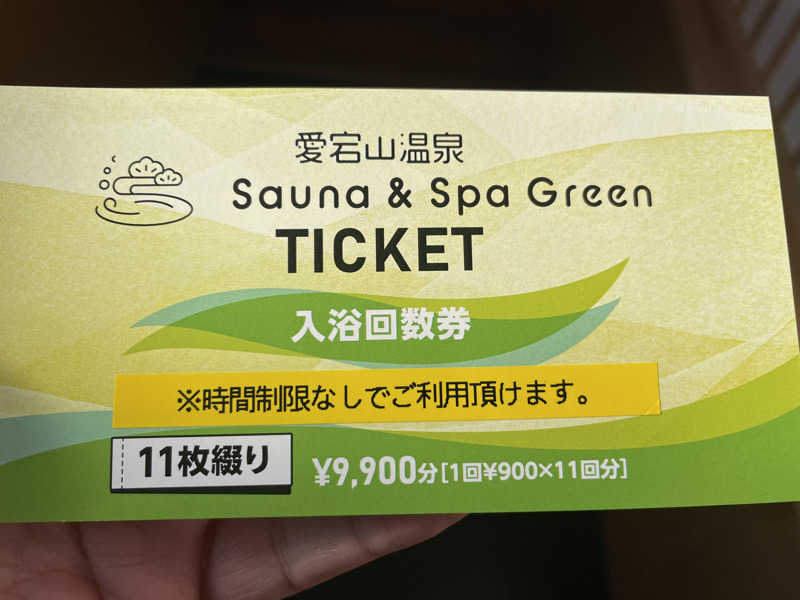 愛宕山温泉
Sauna & Spa Green
TICKET
入浴回数券
※時間制限なしでご利用頂けます。
11枚綴り
¥9,900分[1回¥900×11回分]